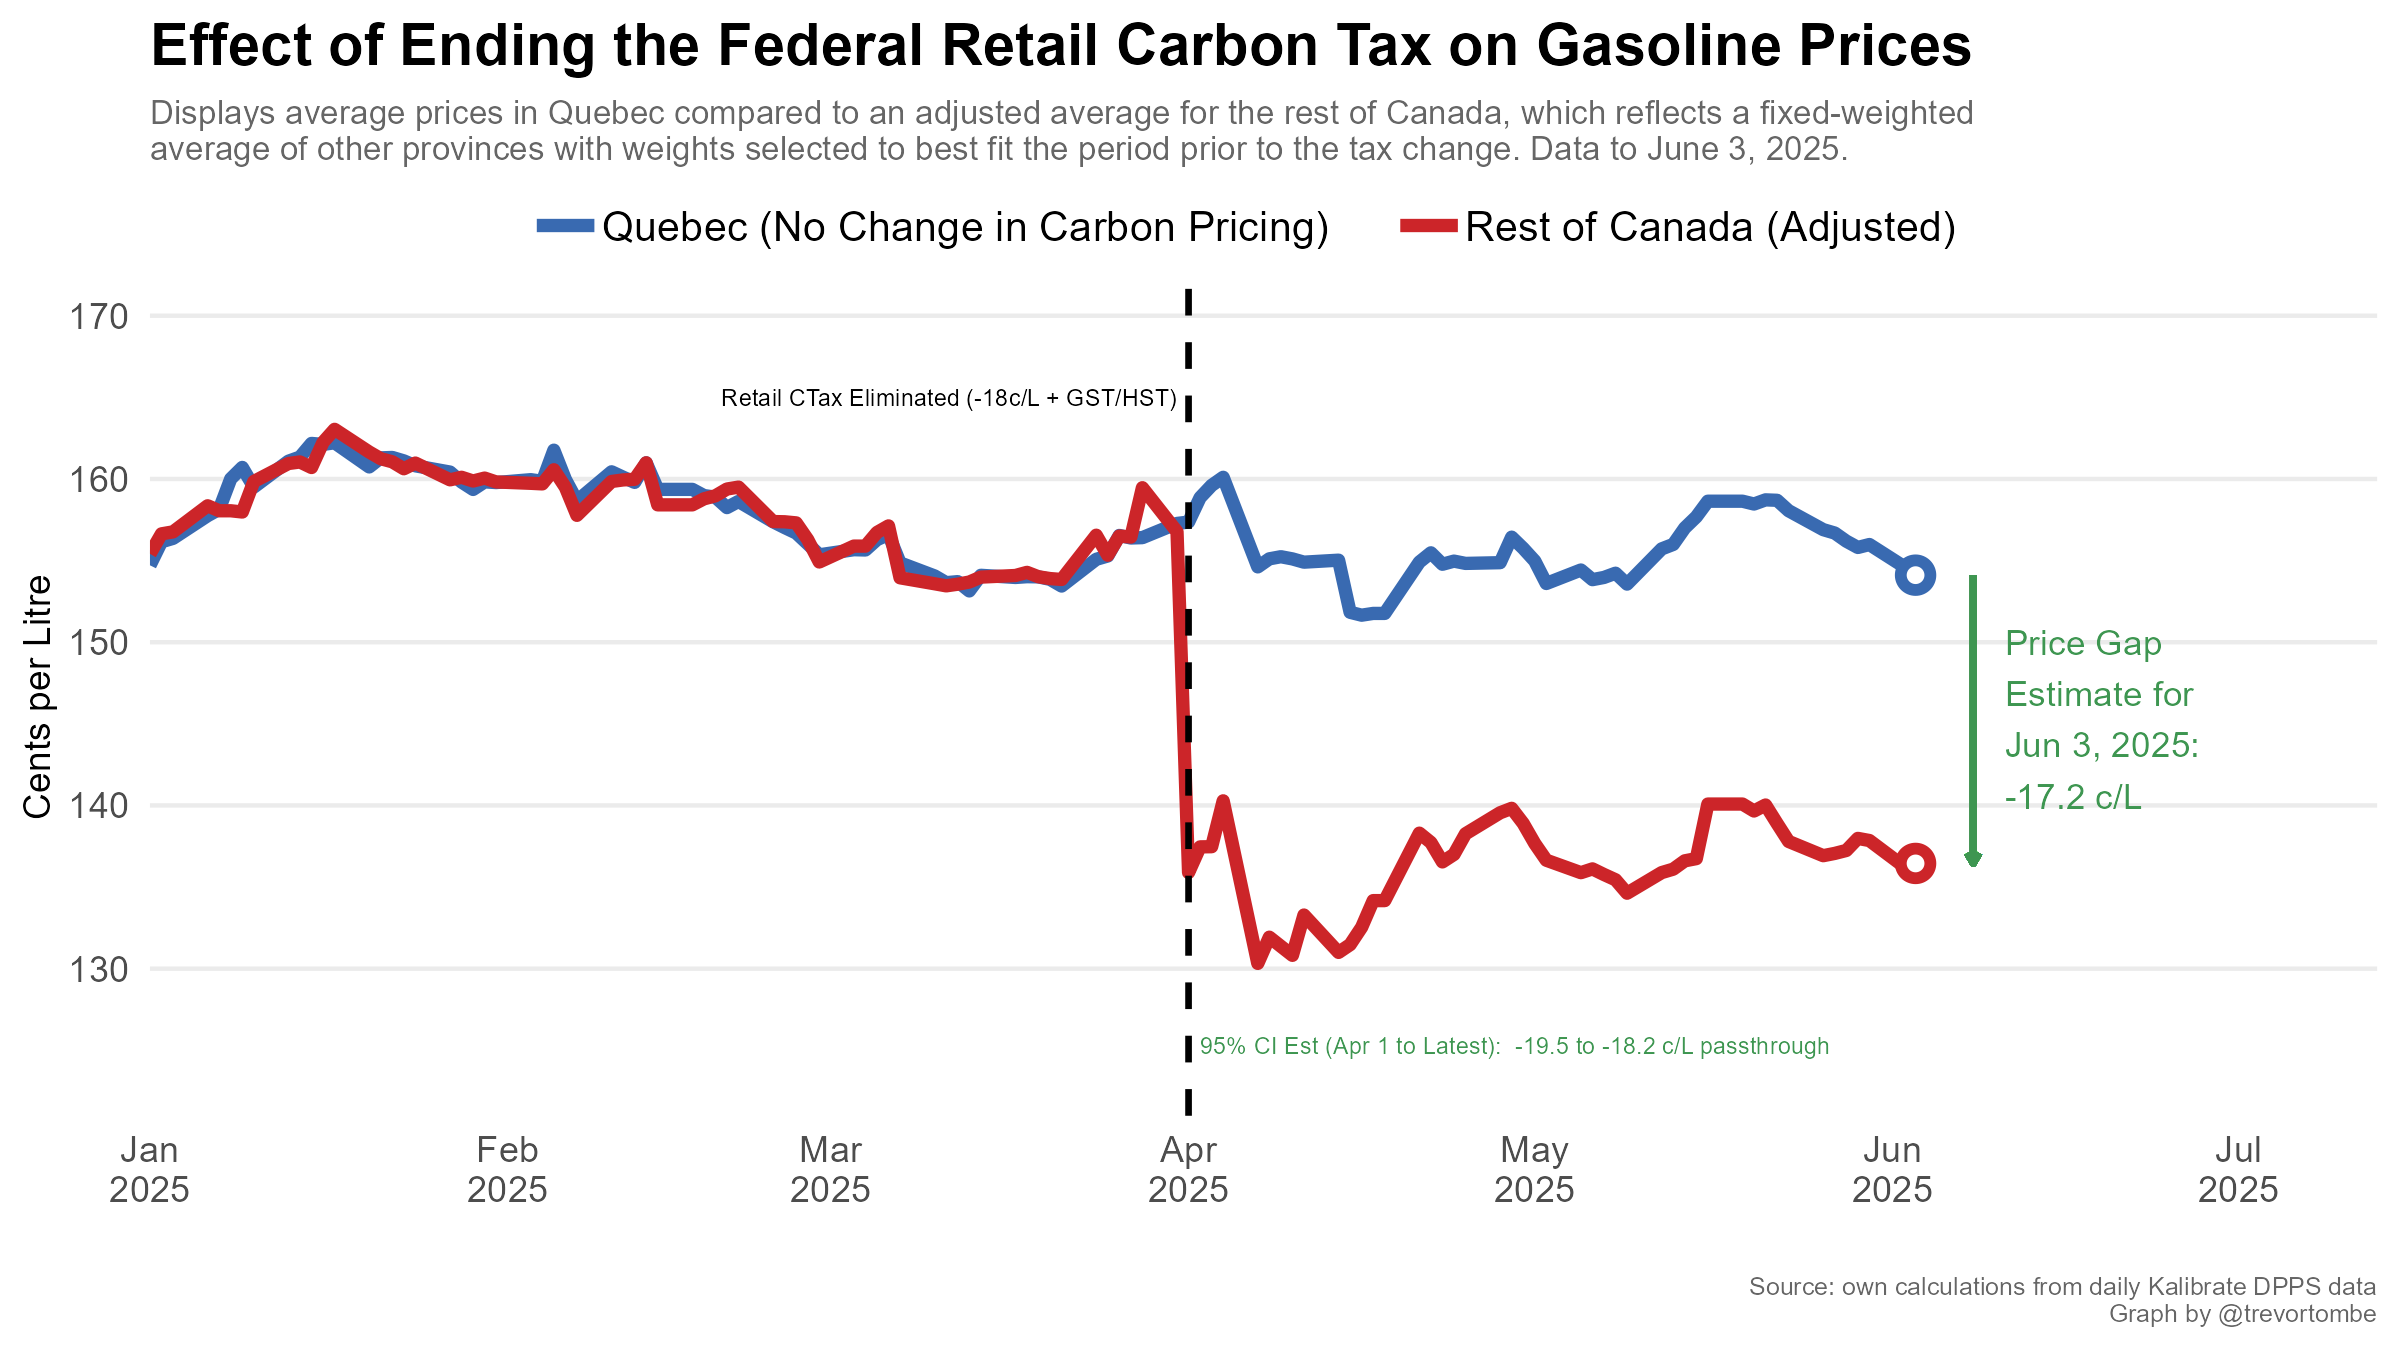 Effect of Ending the Federal Retail Carbon Tax on Gasoline Prices
Displays average prices in Quebec compared to an adjusted average for the rest of Canada, which reflects a fixed-weighted
average of other provinces with weights selected to best fit the period prior to the tax change. Data to June 3, 2025.
Quebec (No Change in Carbon Pricing)
Rest of Canada (Adjusted)
Cents per Litre
170
160
150
140
130
Retail CTax Eliminated (-18c/L + GST/HST)
Price Gap
Estimate for
Jun 3, 2025:
-17.2 c/L
95% CI Est (Apr 1 to Latest):  -19.5 to -18.2 c/L passthrough
Jan
2025
Feb
2025
Mar
2025
Apr
2025
May
2025
Jun
2025
Jul
2025
Source: own calculations from daily Kalibrate DPPS data
Graph by @trevortombe